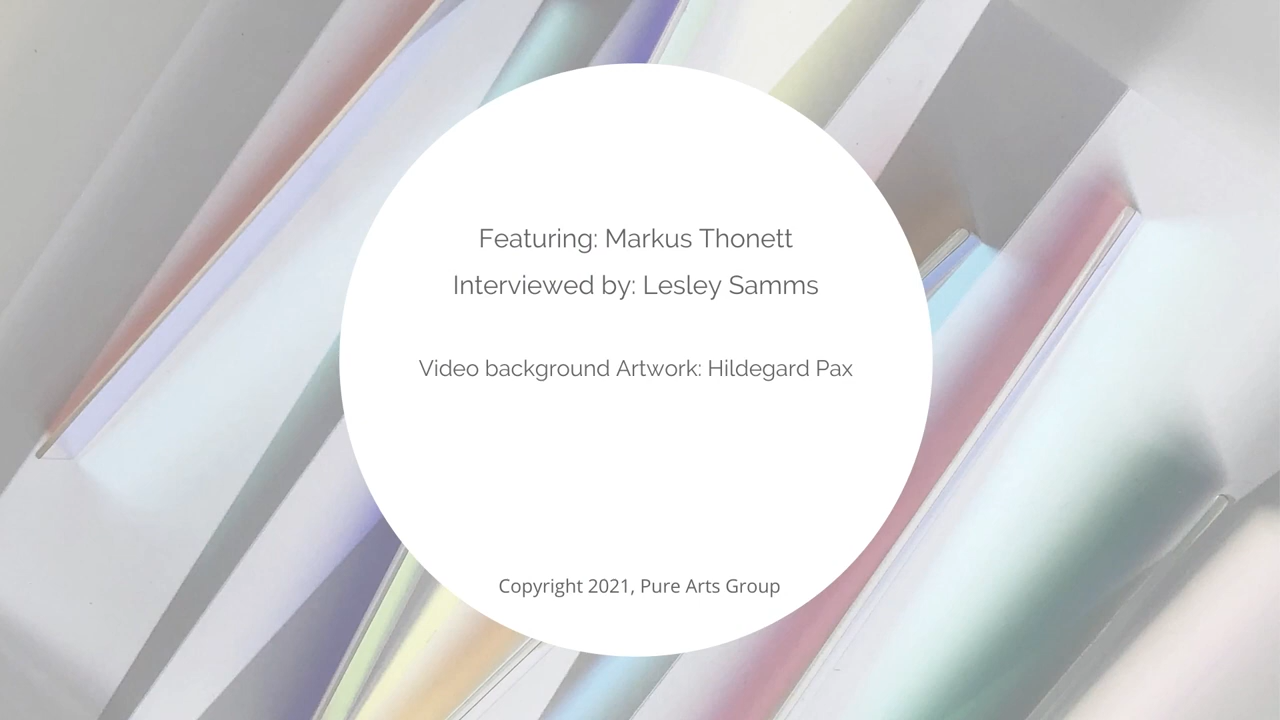 Featuring: Markus Thonett
Interviewed by: Lesley Samms
Video background Artwork: Hildegard Pax
Copyright 2021, Pure Arts Group